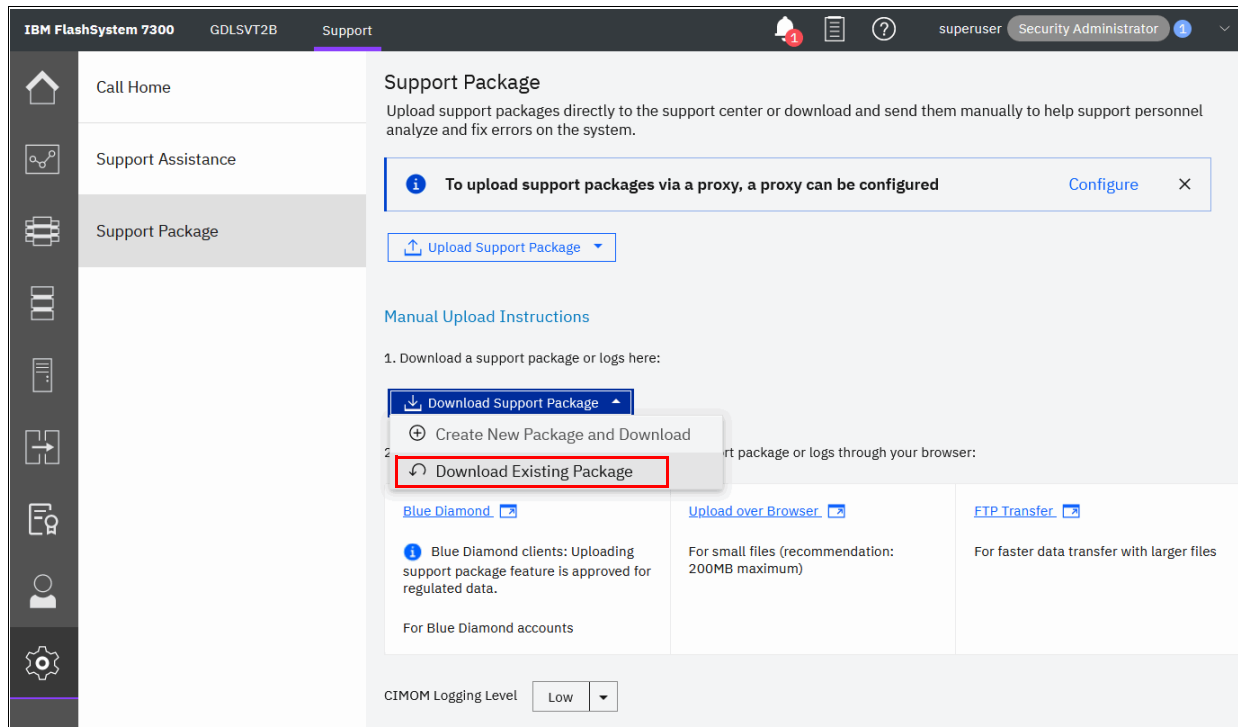 IBM FlashSystem 7300 GDLSVT2B Support 1 superuser Security Administrator 1
Call Home
Support Assistance
Support Package
Support Package
Upload support packages directly to the support center or download and send them manually to help support personnel
analyze and fix errors on the system.
To upload support packages via a proxy, a proxy can be configured Configure
Upload Support Package
Manual Upload Instructions
1. Download a support package or logs here:
Download Support Package
Create New Package and Download
2 package or logs through your browser:
Download Existing Package
Blue Diamond
Blue Diamond clients: Uploading
support package feature is approved for
regulated data.
For Blue Diamond accounts
Upload over Browser
For small files (recommendation:
200MB maximum)
FTP Transfer
For faster data transfer with larger files
CIMOM Logging Level Low